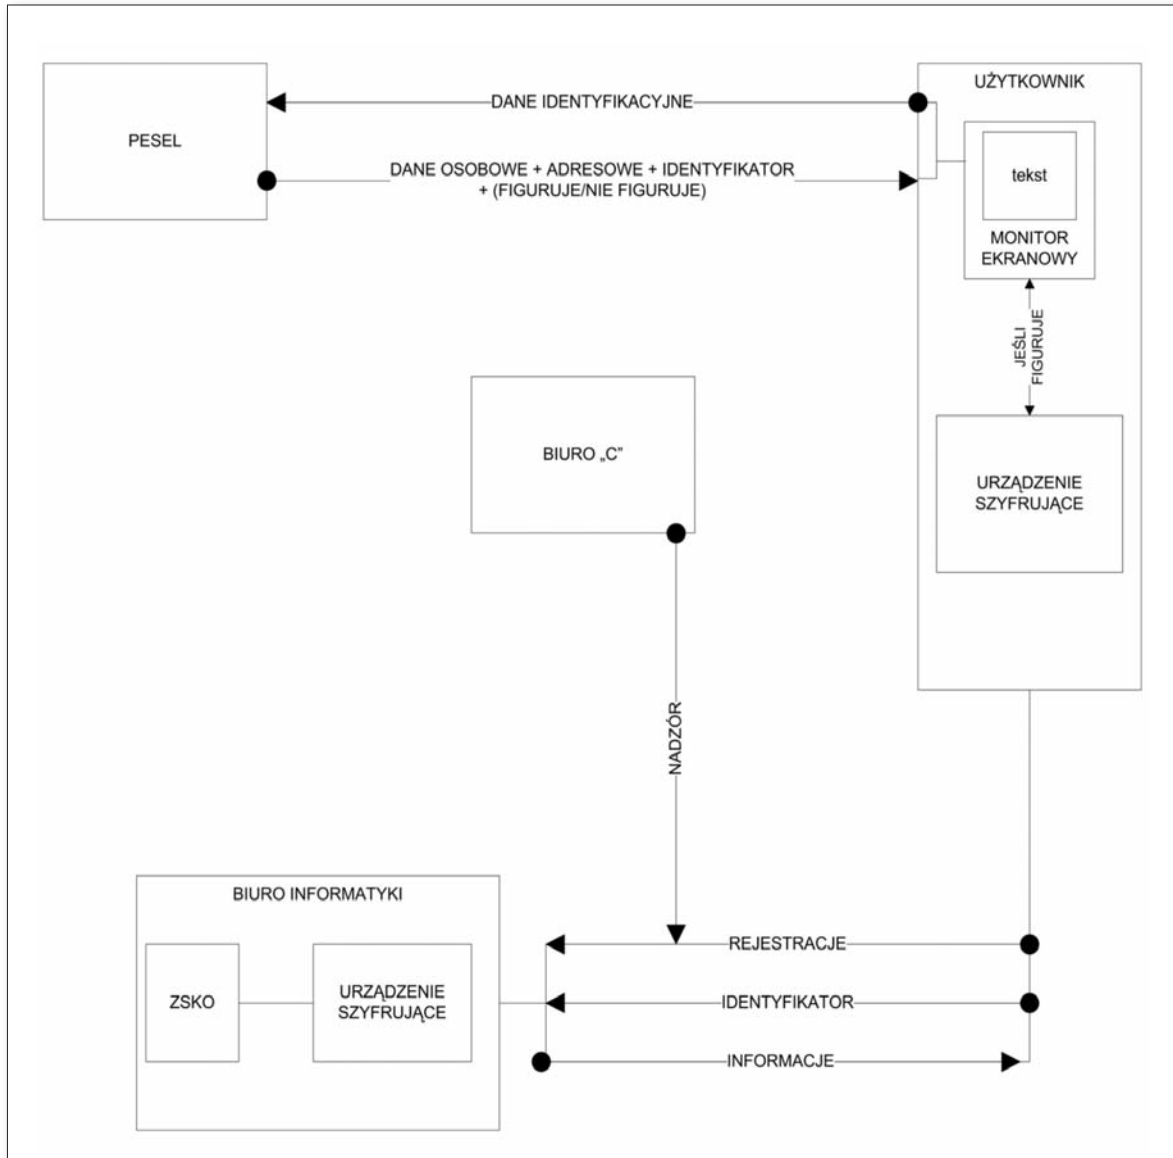 UŻYTKOWNIK
DANE IDENTYFIKACYJNE
PESEL
DANE OSOBOWE + ADRESOWE + IDENTYFIKATOR
+ (FIGURUJE/NIE FIGURUJE)
tekst
MONITOR
EKRANOWY
JEŚLI
FIGURUJE
BIURO „C”
URZĄDZENIE
SZYFRUJĄCE
NADZÓR
BIURO INFORMATYKI
REJESTRACJE
ZSKO
URZĄDZENIE
SZYFRUJĄCE
IDENTYFIKATOR
INFORMACJE